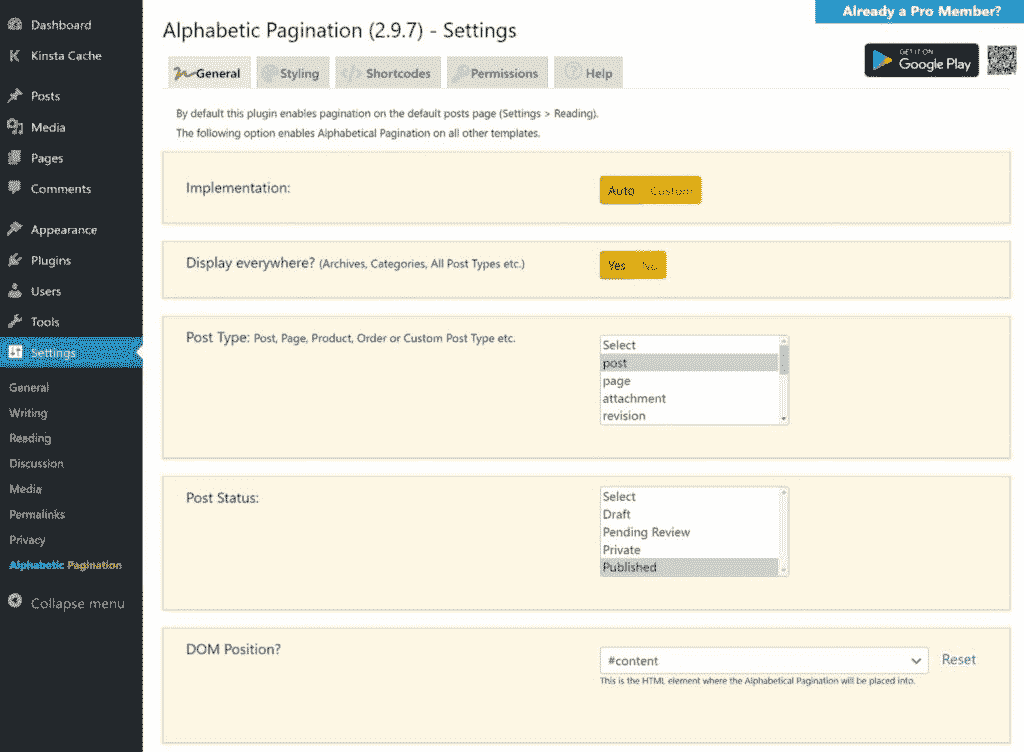 Already a Pro Member?
Alphabetic Pagination (2.9.7) - Settings
GET IT ON
Google Play
General
Styling
Shortcodes
Permissions
Help
By default this plugin enables pagination on the default posts page (Settings > Reading).
The following option enables Alphabetical Pagination on all other templates.
Implementation:
Auto Custom
Display everywhere? (Archives, Categories, All Post Types etc.)
Yes No
Post Type: Post, Page, Product, Order or Custom Post Type etc.
Select
post
page
attachment
revision
Post Status:
Select
Draft
Pending Review
Private
Published
DOM Position?
#content
Reset
This is the HTML element where the Alphabetical Pagination will be placed into.
Dashboard
Kinsta Cache
Posts
Media
Pages
Comments
Appearance
Plugins
Users
Tools
Settings
General
Writing
Reading
Discussion
Media
Permalinks
Privacy
Alphabetic Pagination
Collapse menu